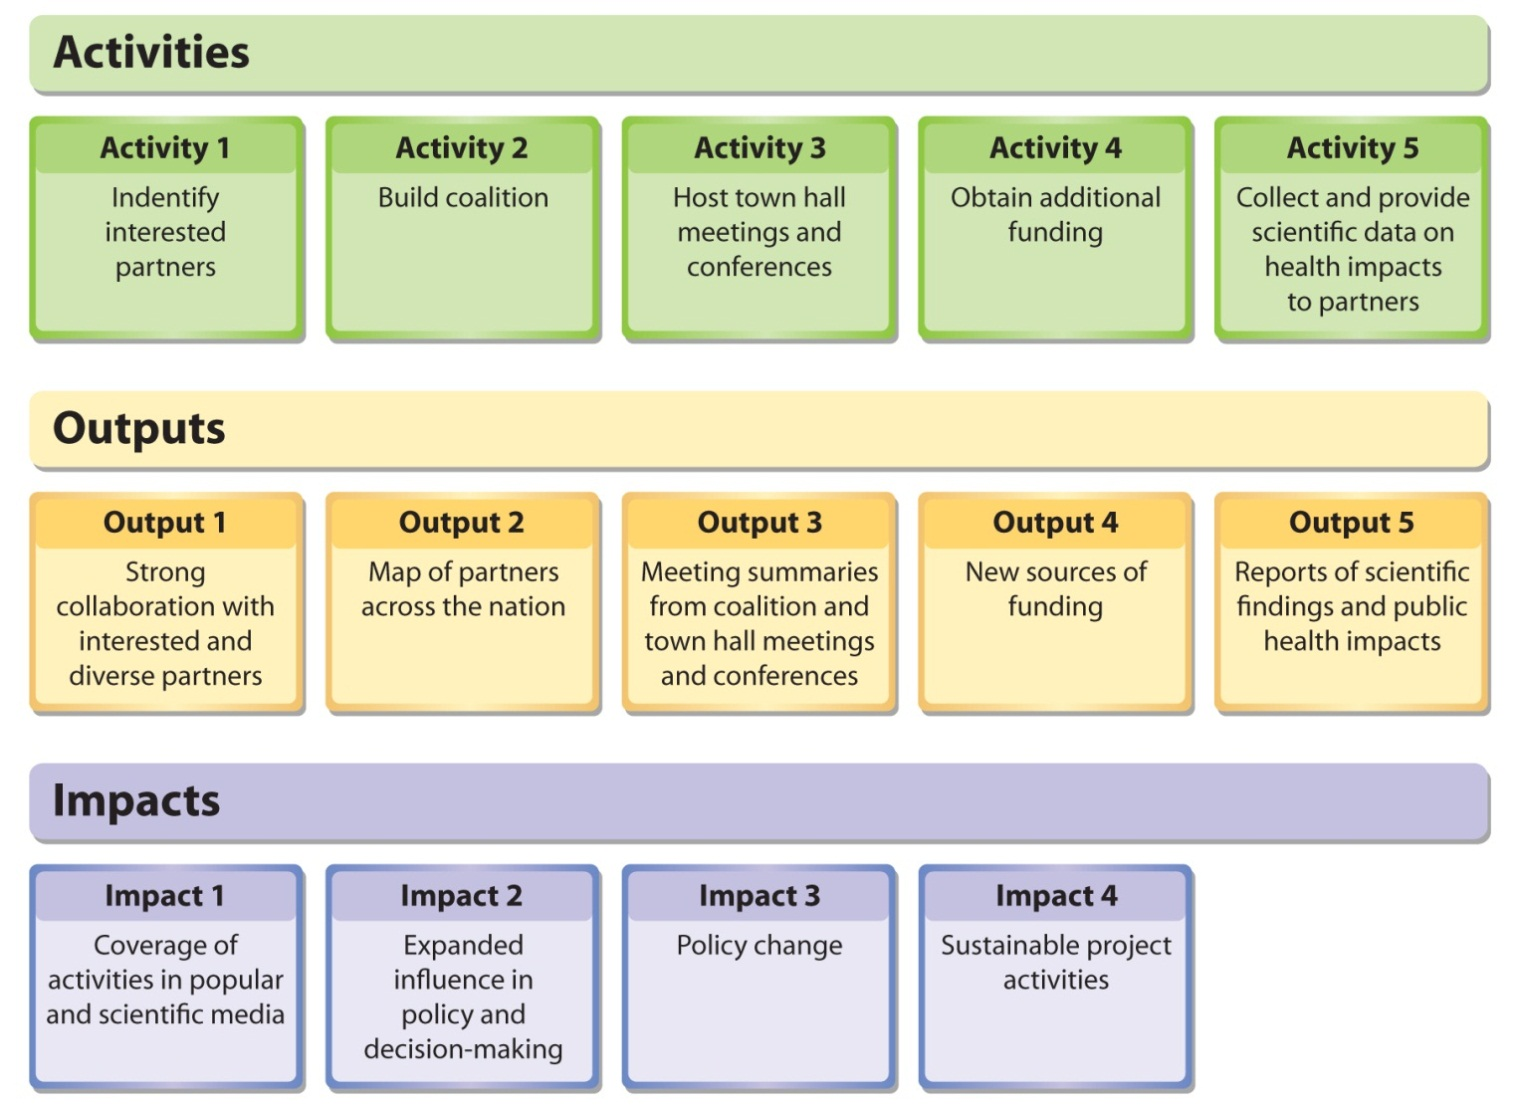 Activities
Activity 1
Indentify
interested
partners
Activity 2
Build coalition
Activity 3
Host town hall
meetings and
conferences
Activity 4
Obtain additional
funding
Activity 5
Collect and provide
scientific data on
health impacts
to partners
Outputs
Output 1
Strong
collaboration with
interested and
diverse partners
Output 2
Map of partners
across the nation
Output 3
Meeting summaries
from coalition and
town hall meetings
and conferences
Output 4
New sources of
funding
Output 5
Reports of scientific
findings and public
health impacts
Impacts
Impact 1
Coverage of
activities in popular
and scientific media
Impact 2
Expanded
influence in
policy and
decision-making
Impact 3
Policy change
Impact 4
Sustainable project
activities